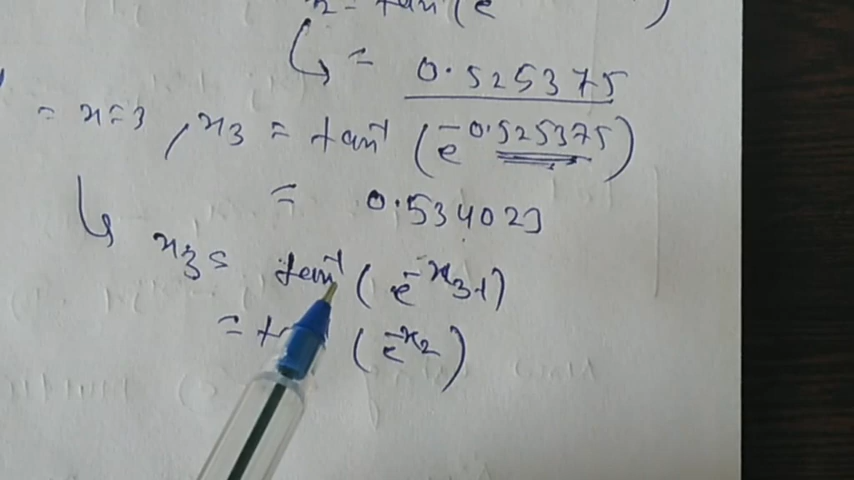 = tan⁻¹(e
= 0.525375
= n=3, x₃ = tan⁻¹(e^-0.525375)
= 0.534023
x₃ = tan⁻¹(e^-x₃₋₁)
= (e^-x₂)